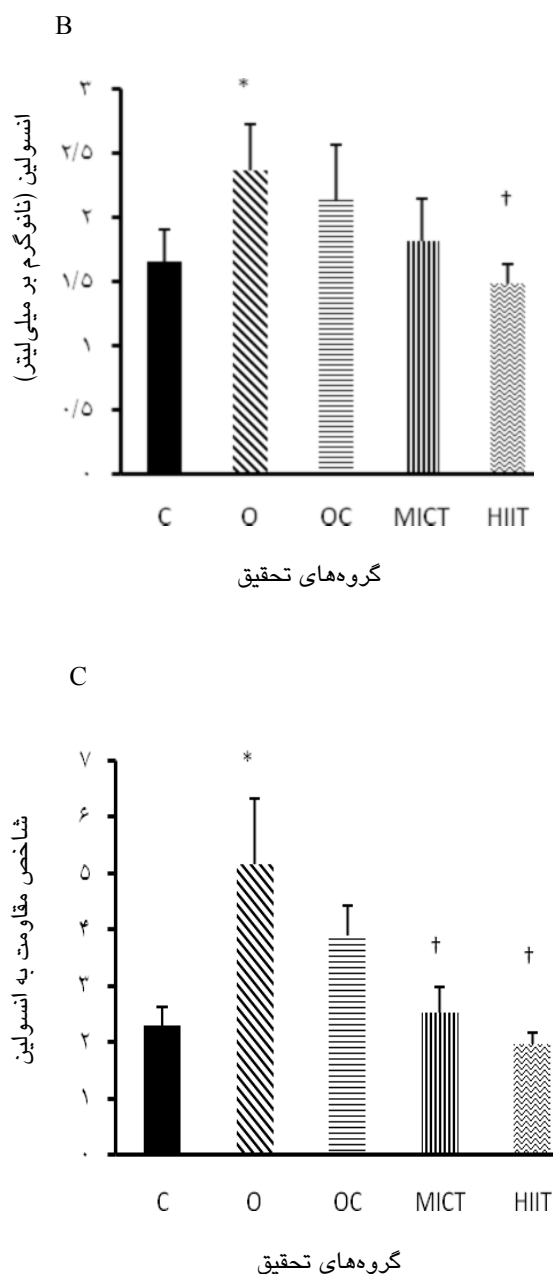 B
انسولین (نانوگرم بر میلی‌لیتر)
۳
*
۲/۵
۲
†
۱/۵
۱
۰/۵
۰
C O OC MICT HIIT
گروه‌های تحقیق
C
شاخص مقاومت به انسولین
۷
*
۶
۵
۴
† †
۳
۲
۱
۰
C O OC MICT HIIT
گروه‌های تحقیق